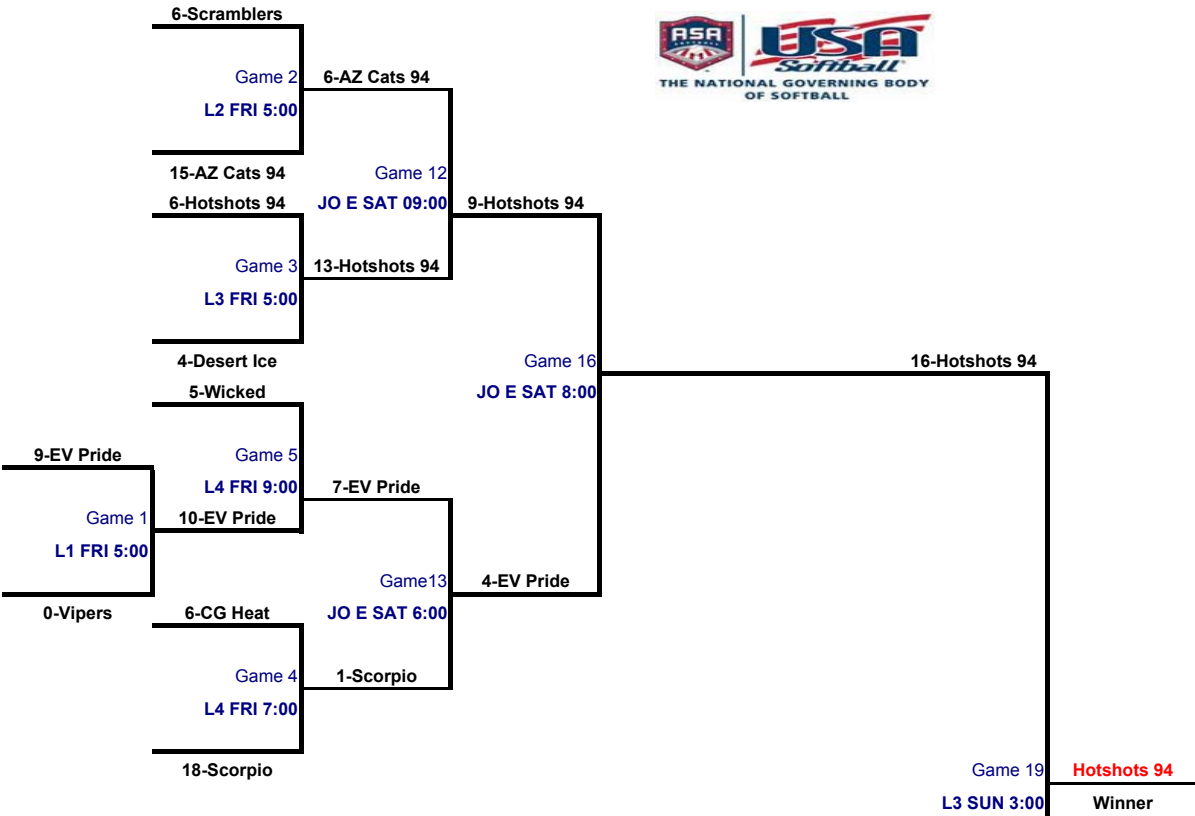 6-Scramblers
ASA
USA
Softball
THE NATIONAL GOVERNING BODY
OF SOFTBALL
Game 2
6-AZ Cats 94
L2 FRI 5:00
15-AZ Cats 94
Game 12
6-Hotshots 94
JO E SAT 09:00
9-Hotshots 94
Game 3
13-Hotshots 94
L3 FRI 5:00
4-Desert Ice
Game 16
16-Hotshots 94
5-Wicked
JO E SAT 8:00
9-EV Pride
Game 5
L4 FRI 9:00
7-EV Pride
Game 1
10-EV Pride
L1 FRI 5:00
Game13
4-EV Pride
0-Vipers
6-CG Heat
JO E SAT 6:00
Game 4
1-Scorpio
L4 FRI 7:00
18-Scorpio
Game 19
Hotshots 94
L3 SUN 3:00
Winner